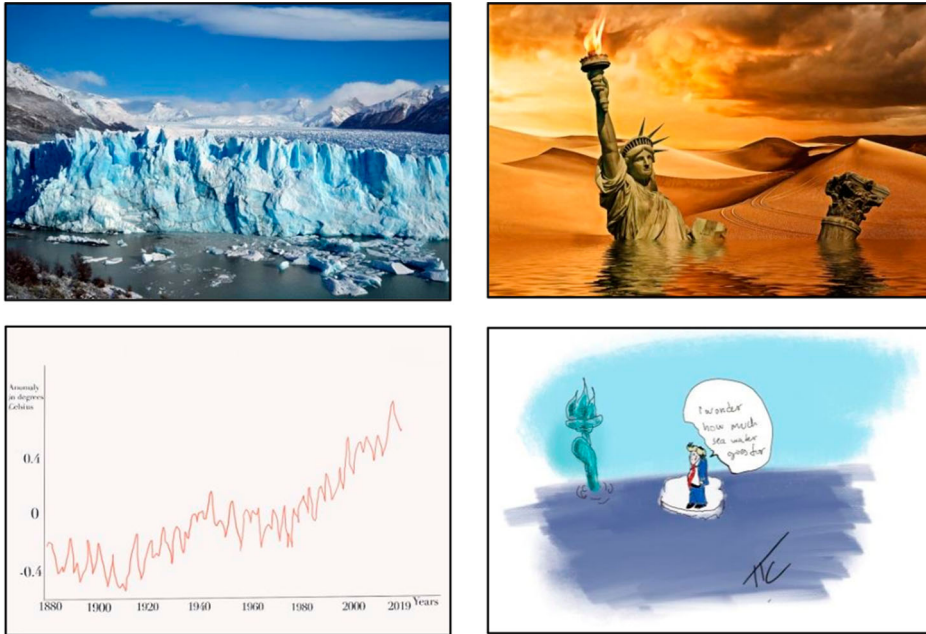 Anomaly
in degrees
Celsius
0.4
0
-0.4
1880
1900
1920
1940
1960
1980
2000
2019
Years
I wonder
how much
sea water
goes for